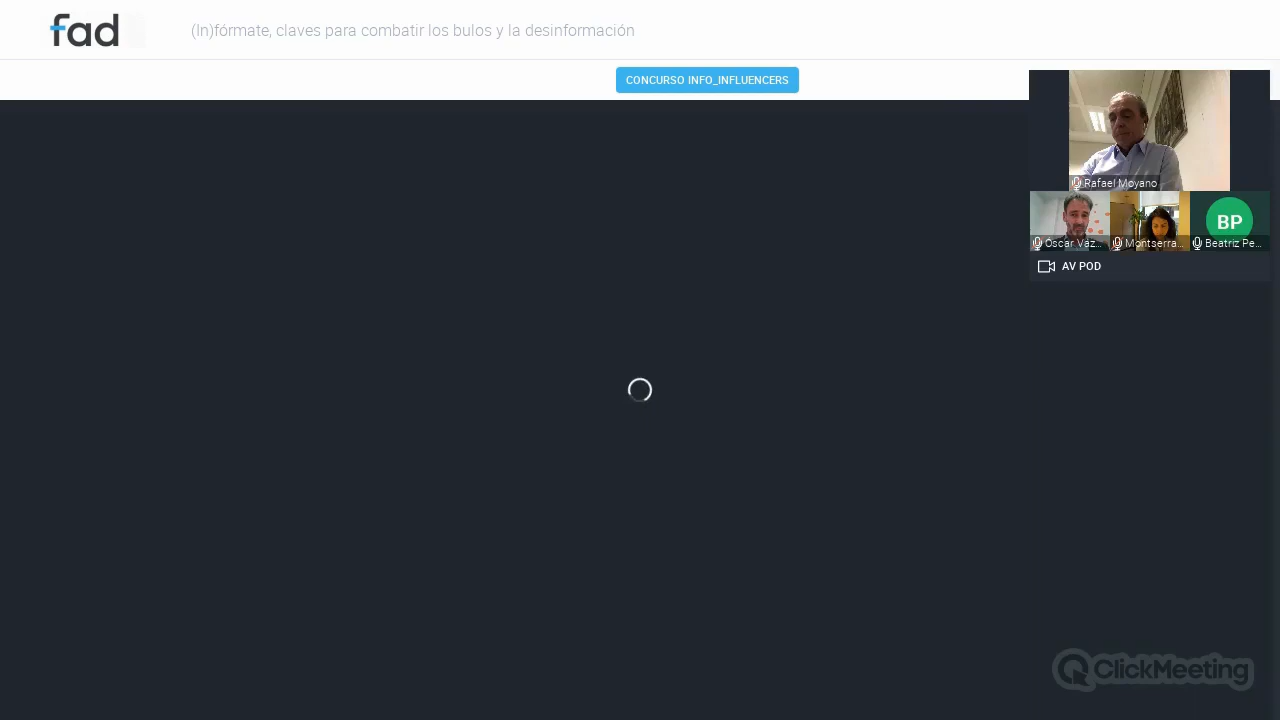 fad
(In)fórmate, claves para combatir los bulos y la desinformación
CONCURSO INFO_INFLUENCERS
Rafael Moyano
Óscar Váz...
Montserra...
BP
Beatriz Pe...
AV POD
ClickMeeting